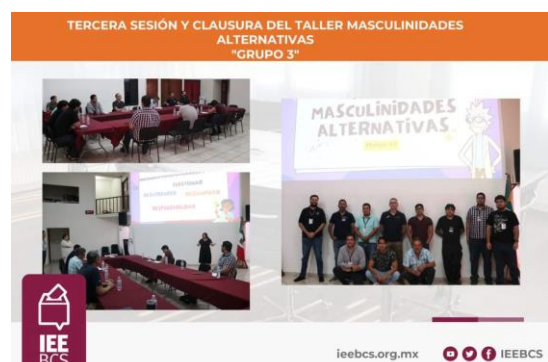 TERCERA SESIÓN Y CLAUSURA DEL TALLER MASCULINIDADES
ALTERNATIVAS
"GRUPO 3"
MASCULINIDADES
ALTERNATIVAS
IEE
BCS
ieebcs.org.mx
IEEBCS